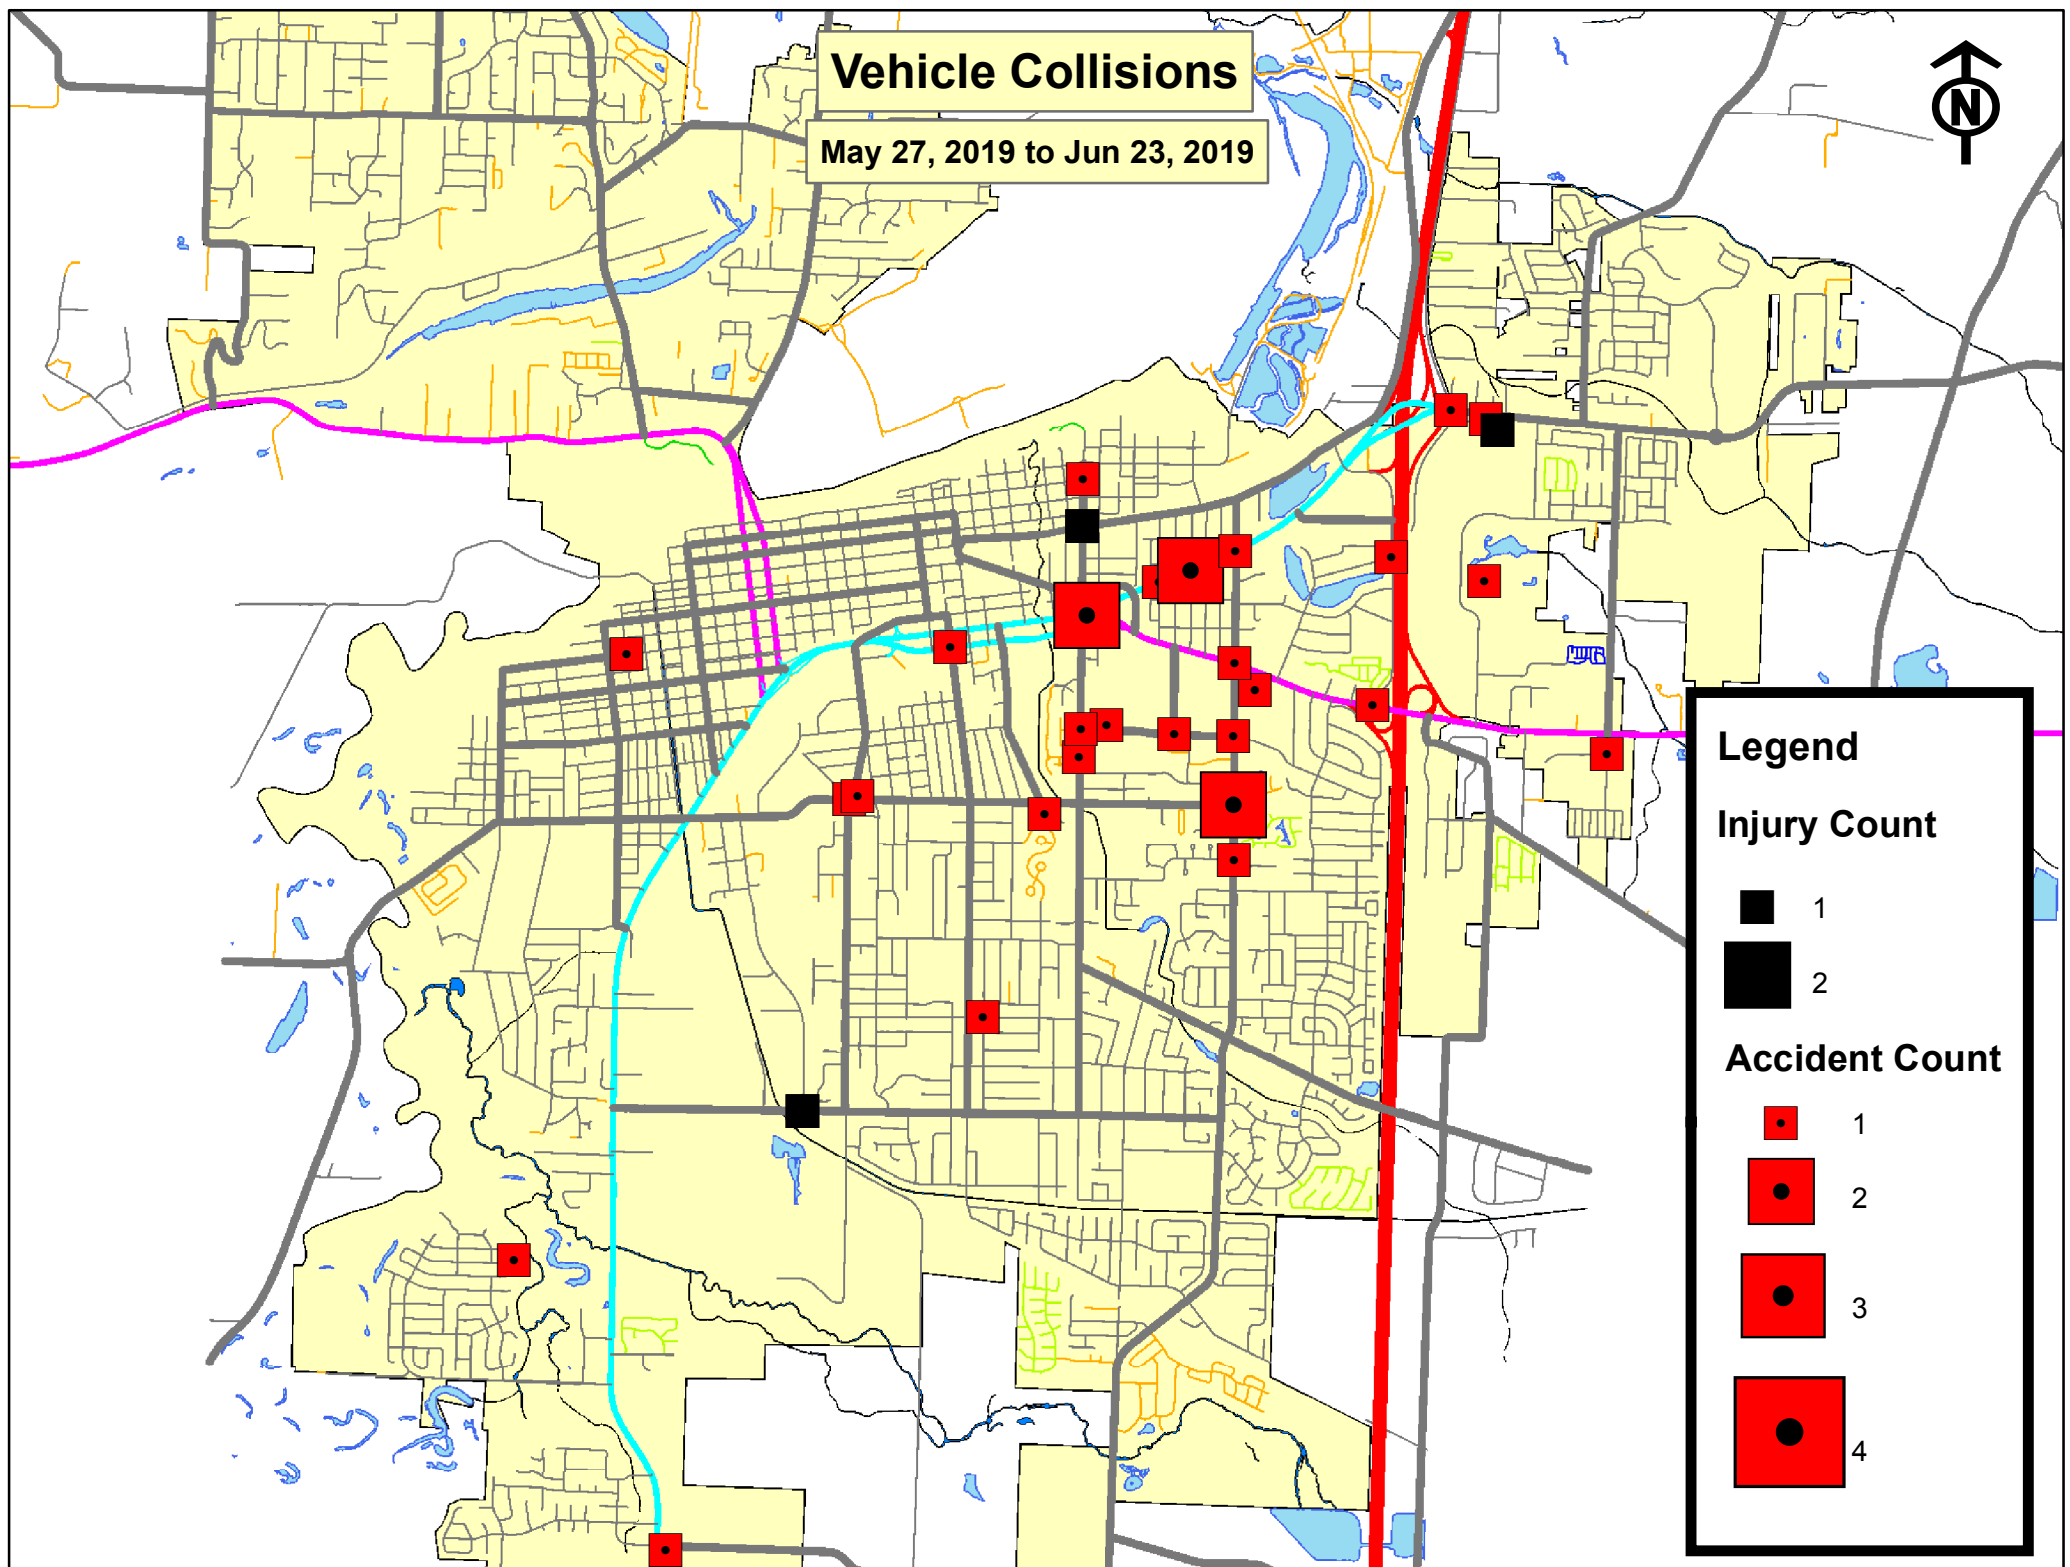 Vehicle Collisions
May 27, 2019 to Jun 23, 2019
N
Legend
Injury Count
1
2
Accident Count
1
2
3
4